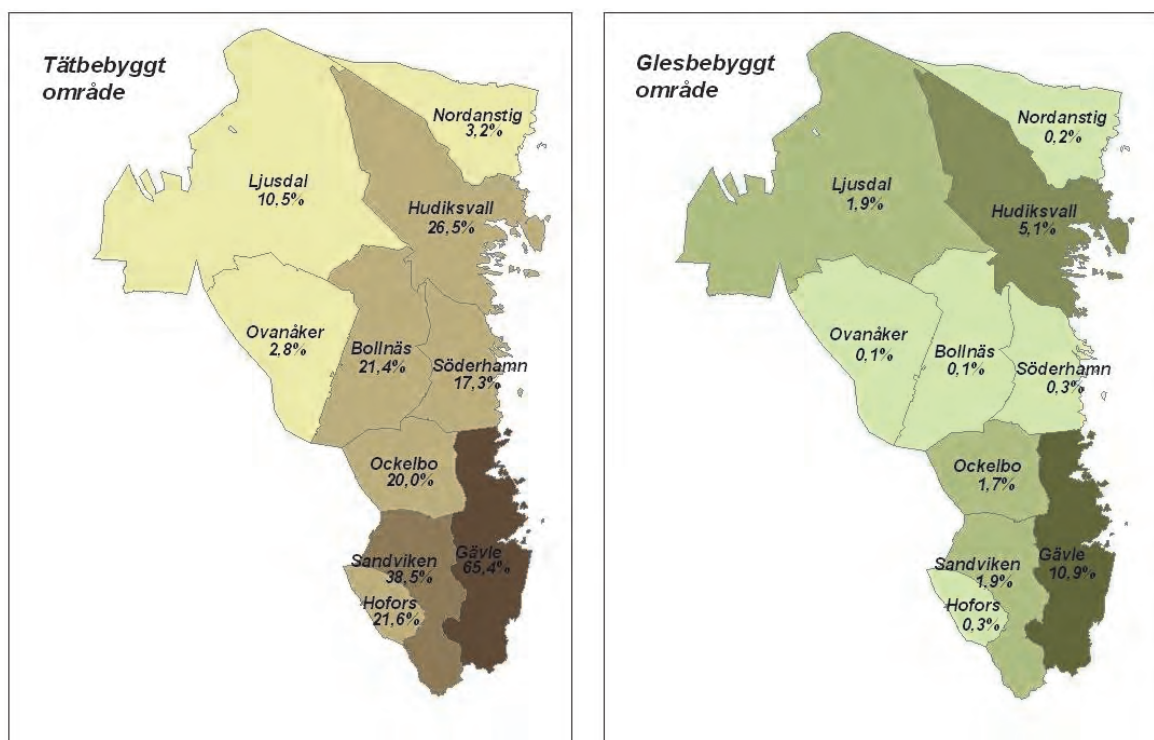 Tätbebyggt
område
Nordanstig
3,2%
Ljusdal
10,5%
Hudiksvall
26,5%
Ovanåker
2,8%
Bollnäs
21,4%
Söderhamn
17,3%
Ockelbo
20,0%
Sandviken
38,5%
Gävle
65,4%
Hofors
21,6%
Glesbebyggt
område
Nordanstig
0,2%
Ljusdal
1,9%
Hudiksvall
5,1%
Ovanåker
0,1%
Bollnäs
0,1%
Söderhamn
0,3%
Ockelbo
1,7%
Sandviken
1,9%
Gävle
10,9%
Hofors
0,3%